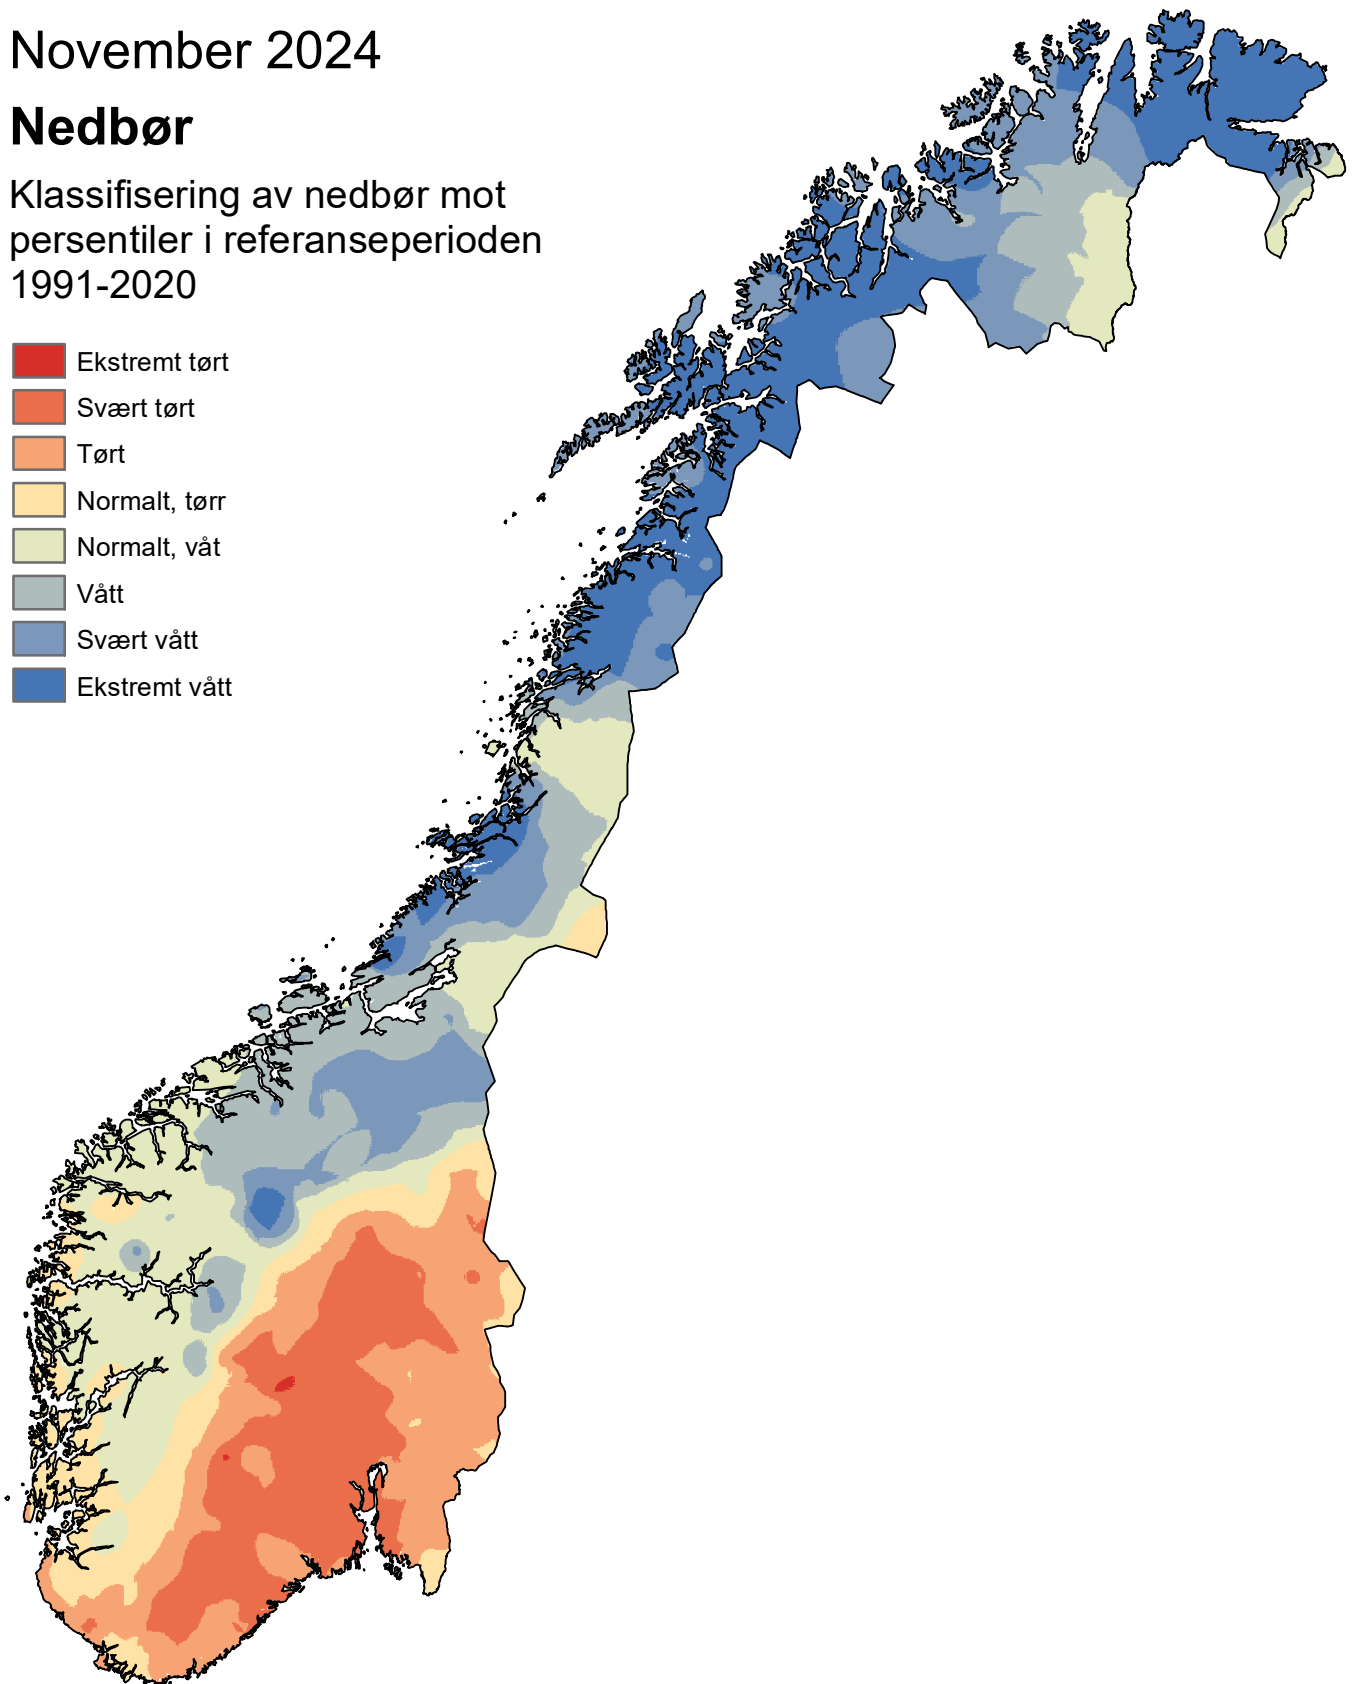 November 2024
Nedbør
Klassifisering av nedbør mot
persentiler i referanseperioden
1991-2020
Ekstremt tørt
Svært tørt
Tørt
Normalt, tørr
Normalt, våt
Vått
Svært vått
Ekstremt vått